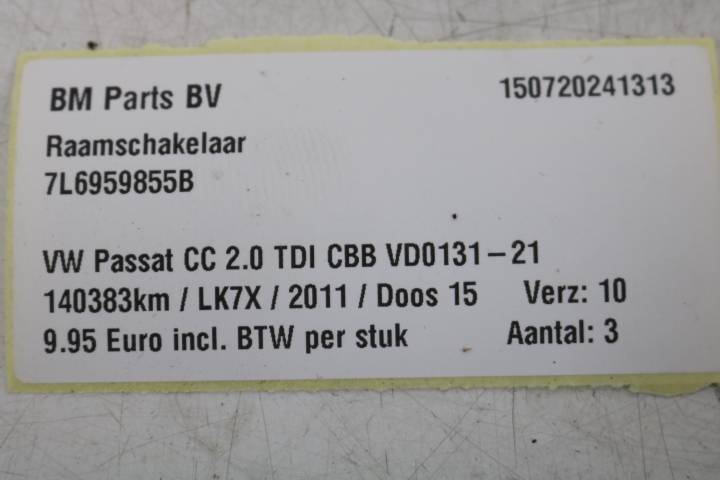 BM Parts BV 150720241313
Raamschakelaar
7L6959855B
VW Passat CC 2.0 TDI CBB VD0131-21
140383km / LK7X / 2011 / Doos 15 Verz: 10
9.95 Euro incl. BTW per stuk Aantal: 3